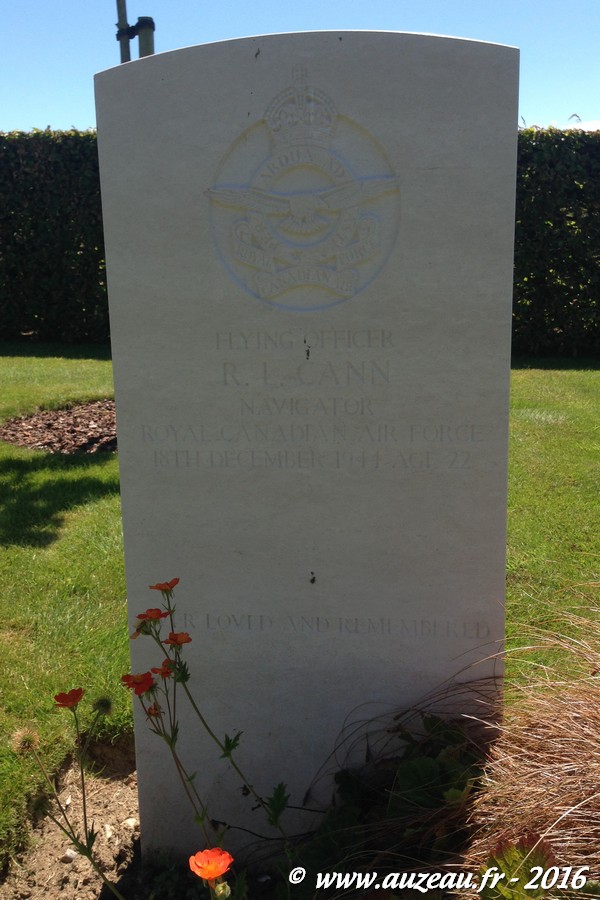 FLYING OFFICER
R. L. CANN
NAVIGATOR
ROYAL CANADIAN AIR FORCE
18TH DECEMBER 1944 AGE 22
LOVED AND REMEMBERED
© www.auzeau.fr - 2016